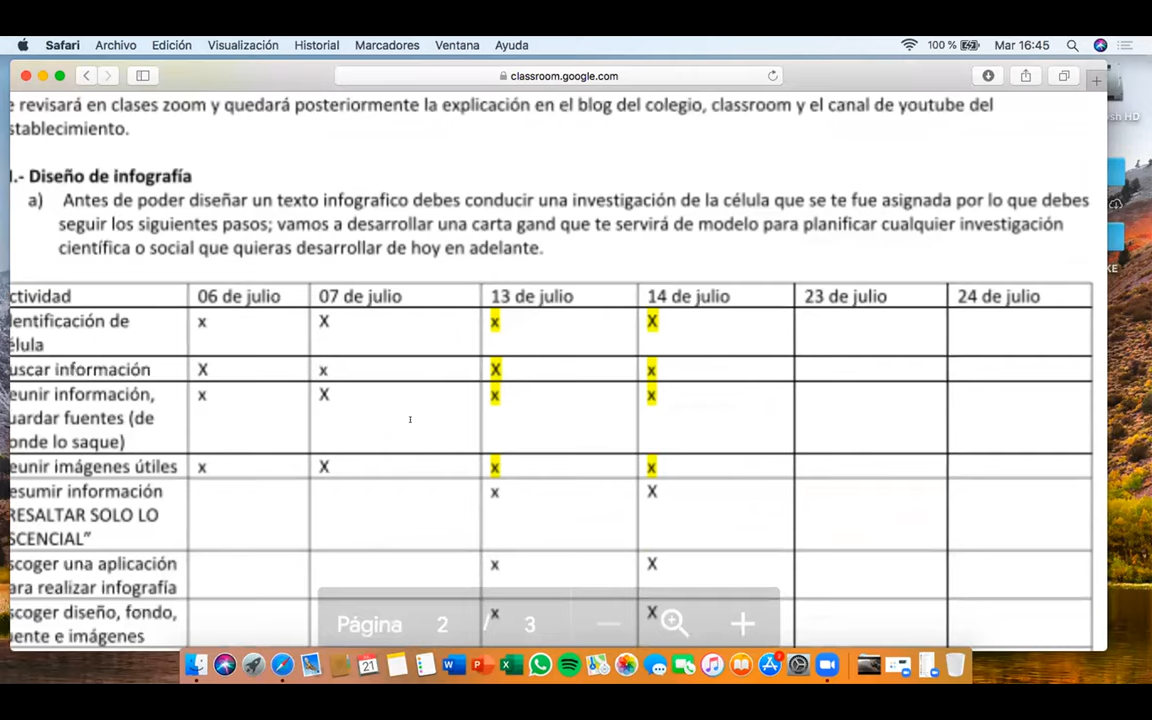 Safari Archivo Edición Visualización Historial Marcadores Ventana Ayuda 100 % Mar 16:45
classroom.google.com
e revisará en clases zoom y quedará posteriormente la explicación en el blog del colegio, classroom y el canal de youtube del
stablecimiento.
I.- Diseño de infografía
a) Antes de poder diseñar un texto infografico debes conducir una investigación de la célula que se te fue asignada por lo que debes
seguir los siguientes pasos; vamos a desarrollar una carta gand que te servirá de modelo para planificar cualquier investigación
científica o social que quieras desarrollar de hoy en adelante.
ctividad 06 de julio 07 de julio 13 de julio 14 de julio 23 de julio 24 de julio
dentificación de x X x X
élula
uscar información X x X x
eunir información, x X x x
uardar fuentes (de
onde lo saque)
eunir imágenes útiles x X x x
esumir información x X
RESALTAR SOLO LO
SCENCIAL”
scoger una aplicación x X
ara realizar infografía
scoger diseño, fondo, x X
uente e imágenes
Página 2 / 3
21